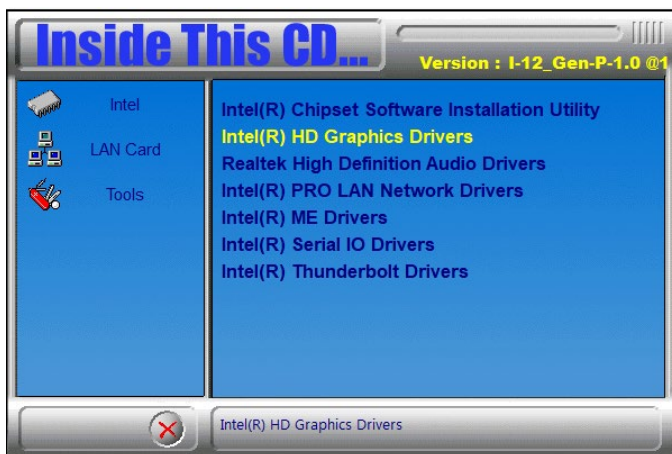 Inside This CD...
Version : I-12_Gen-P-1.0 @1
Intel
LAN Card
Tools
Intel(R) Chipset Software Installation Utility
Intel(R) HD Graphics Drivers
Realtek High Definition Audio Drivers
Intel(R) PRO LAN Network Drivers
Intel(R) ME Drivers
Intel(R) Serial IO Drivers
Intel(R) Thunderbolt Drivers
Intel(R) HD Graphics Drivers